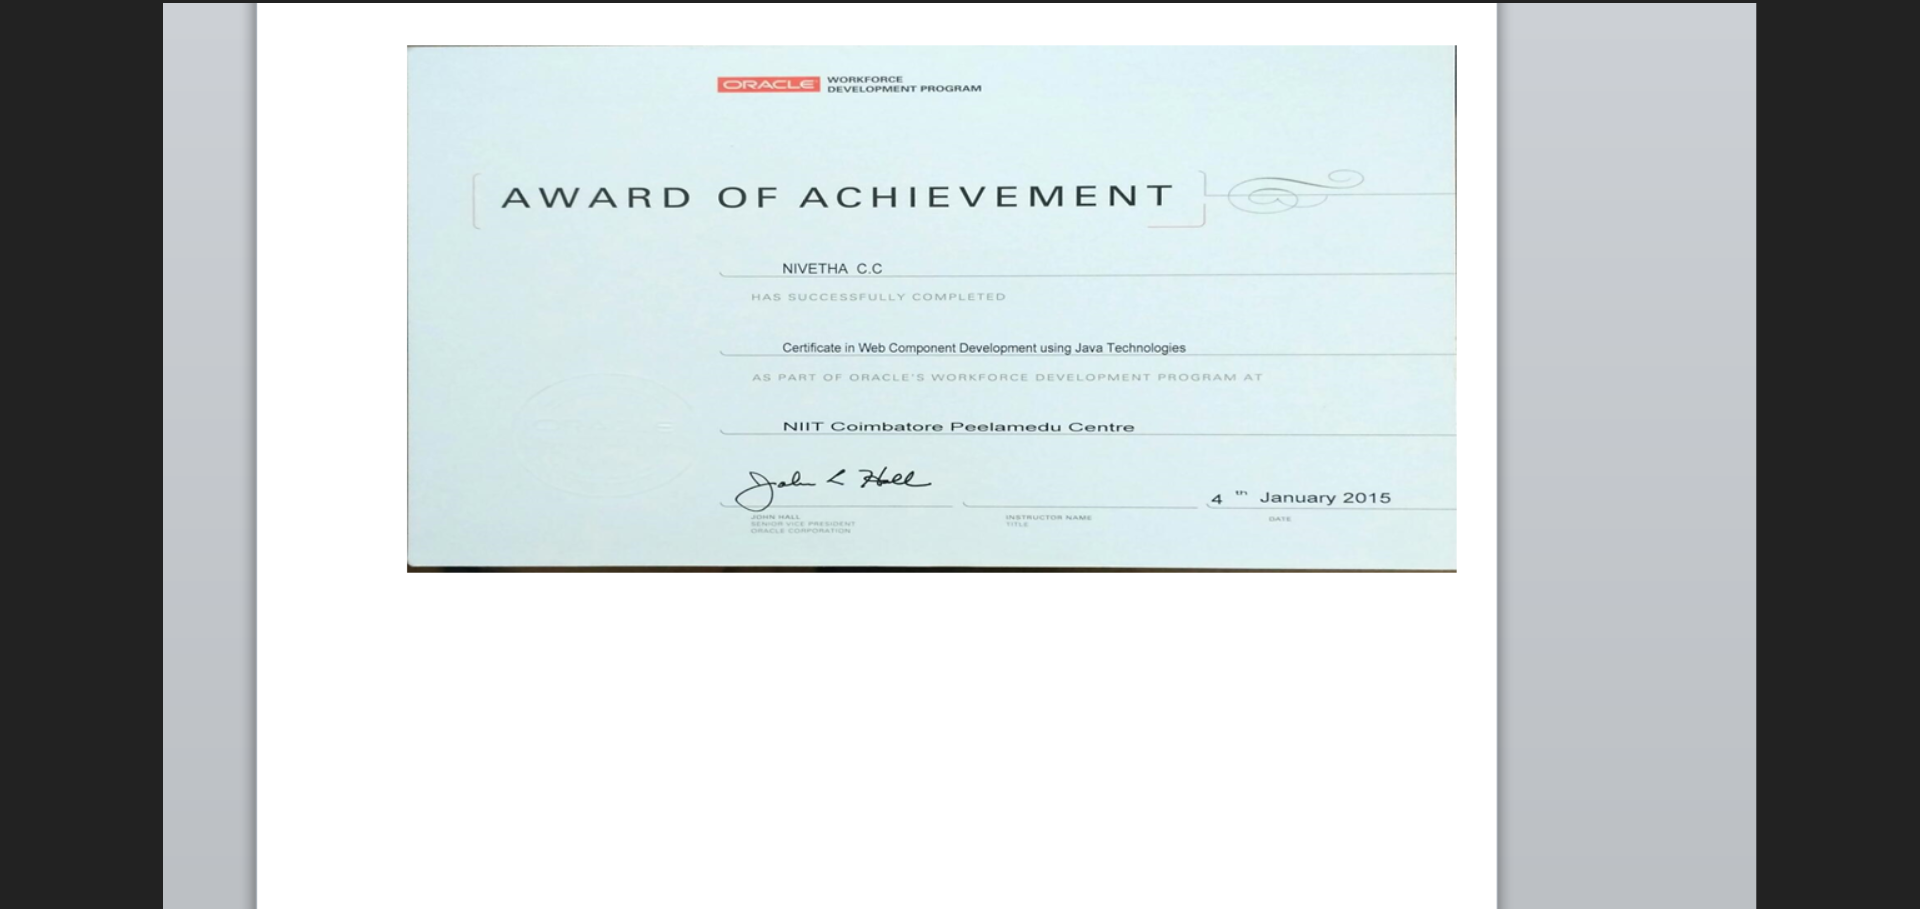 ORACLE WORKFORCE
DEVELOPMENT PROGRAM
AWARD OF ACHIEVEMENT
NIVETHA C.C
HAS SUCCESSFULLY COMPLETED
Certificate in Web Component Development using Java Technologies
AS PART OF ORACLE'S WORKFORCE DEVELOPMENT PROGRAM AT
NIIT Coimbatore Peelamedu Centre
John L Hall
4 th January 2015
JOHN HALL
SENIOR VICE PRESIDENT
ORACLE CORPORATION
INSTRUCTOR NAME
TITLE
DATE